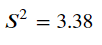 S² = 3.38